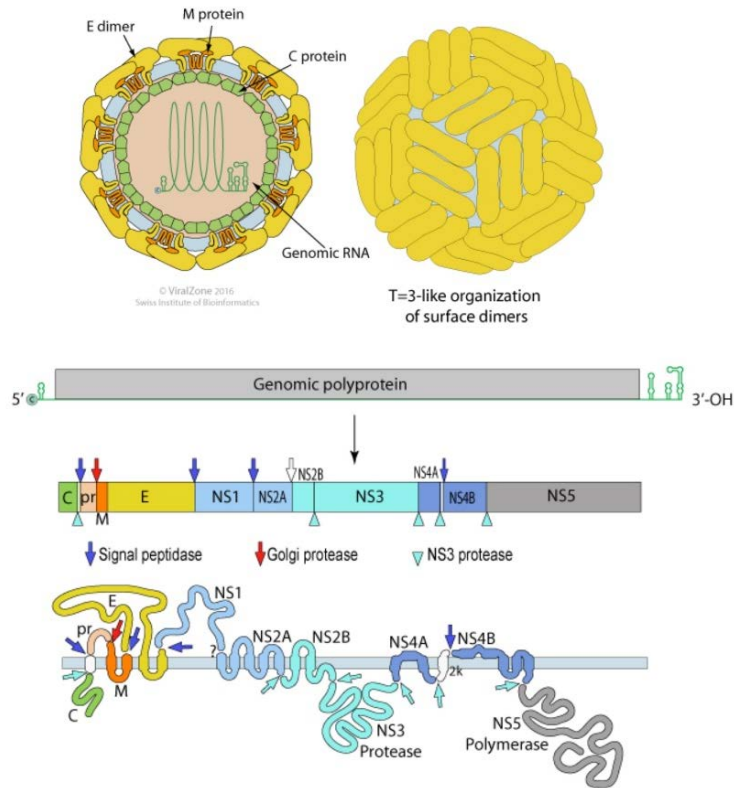 M protein
E dimer
C protein
Genomic RNA
© ViralZone 2016
Swiss Institute of Bioinformatics
T=3-like organization
of surface dimers
Genomic polyprotein
5′ C 3′-OH
NS2B NS4A
C pr E NS1 NS2A NS3 NS4B NS5
M
Signal peptidase Golgi protease NS3 protease
E NS1
pr NS2A NS2B NS4A NS4B
?
2k
C M
NS3
Protease
NS5
Polymerase